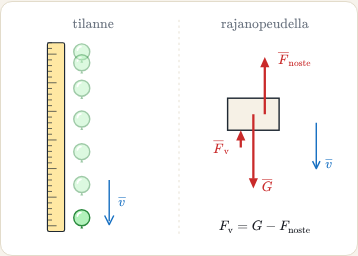 tilanne
v̅
rajanopeudella
F̅noste
F̅v
G̅
v̅
Fv = G − Fnoste